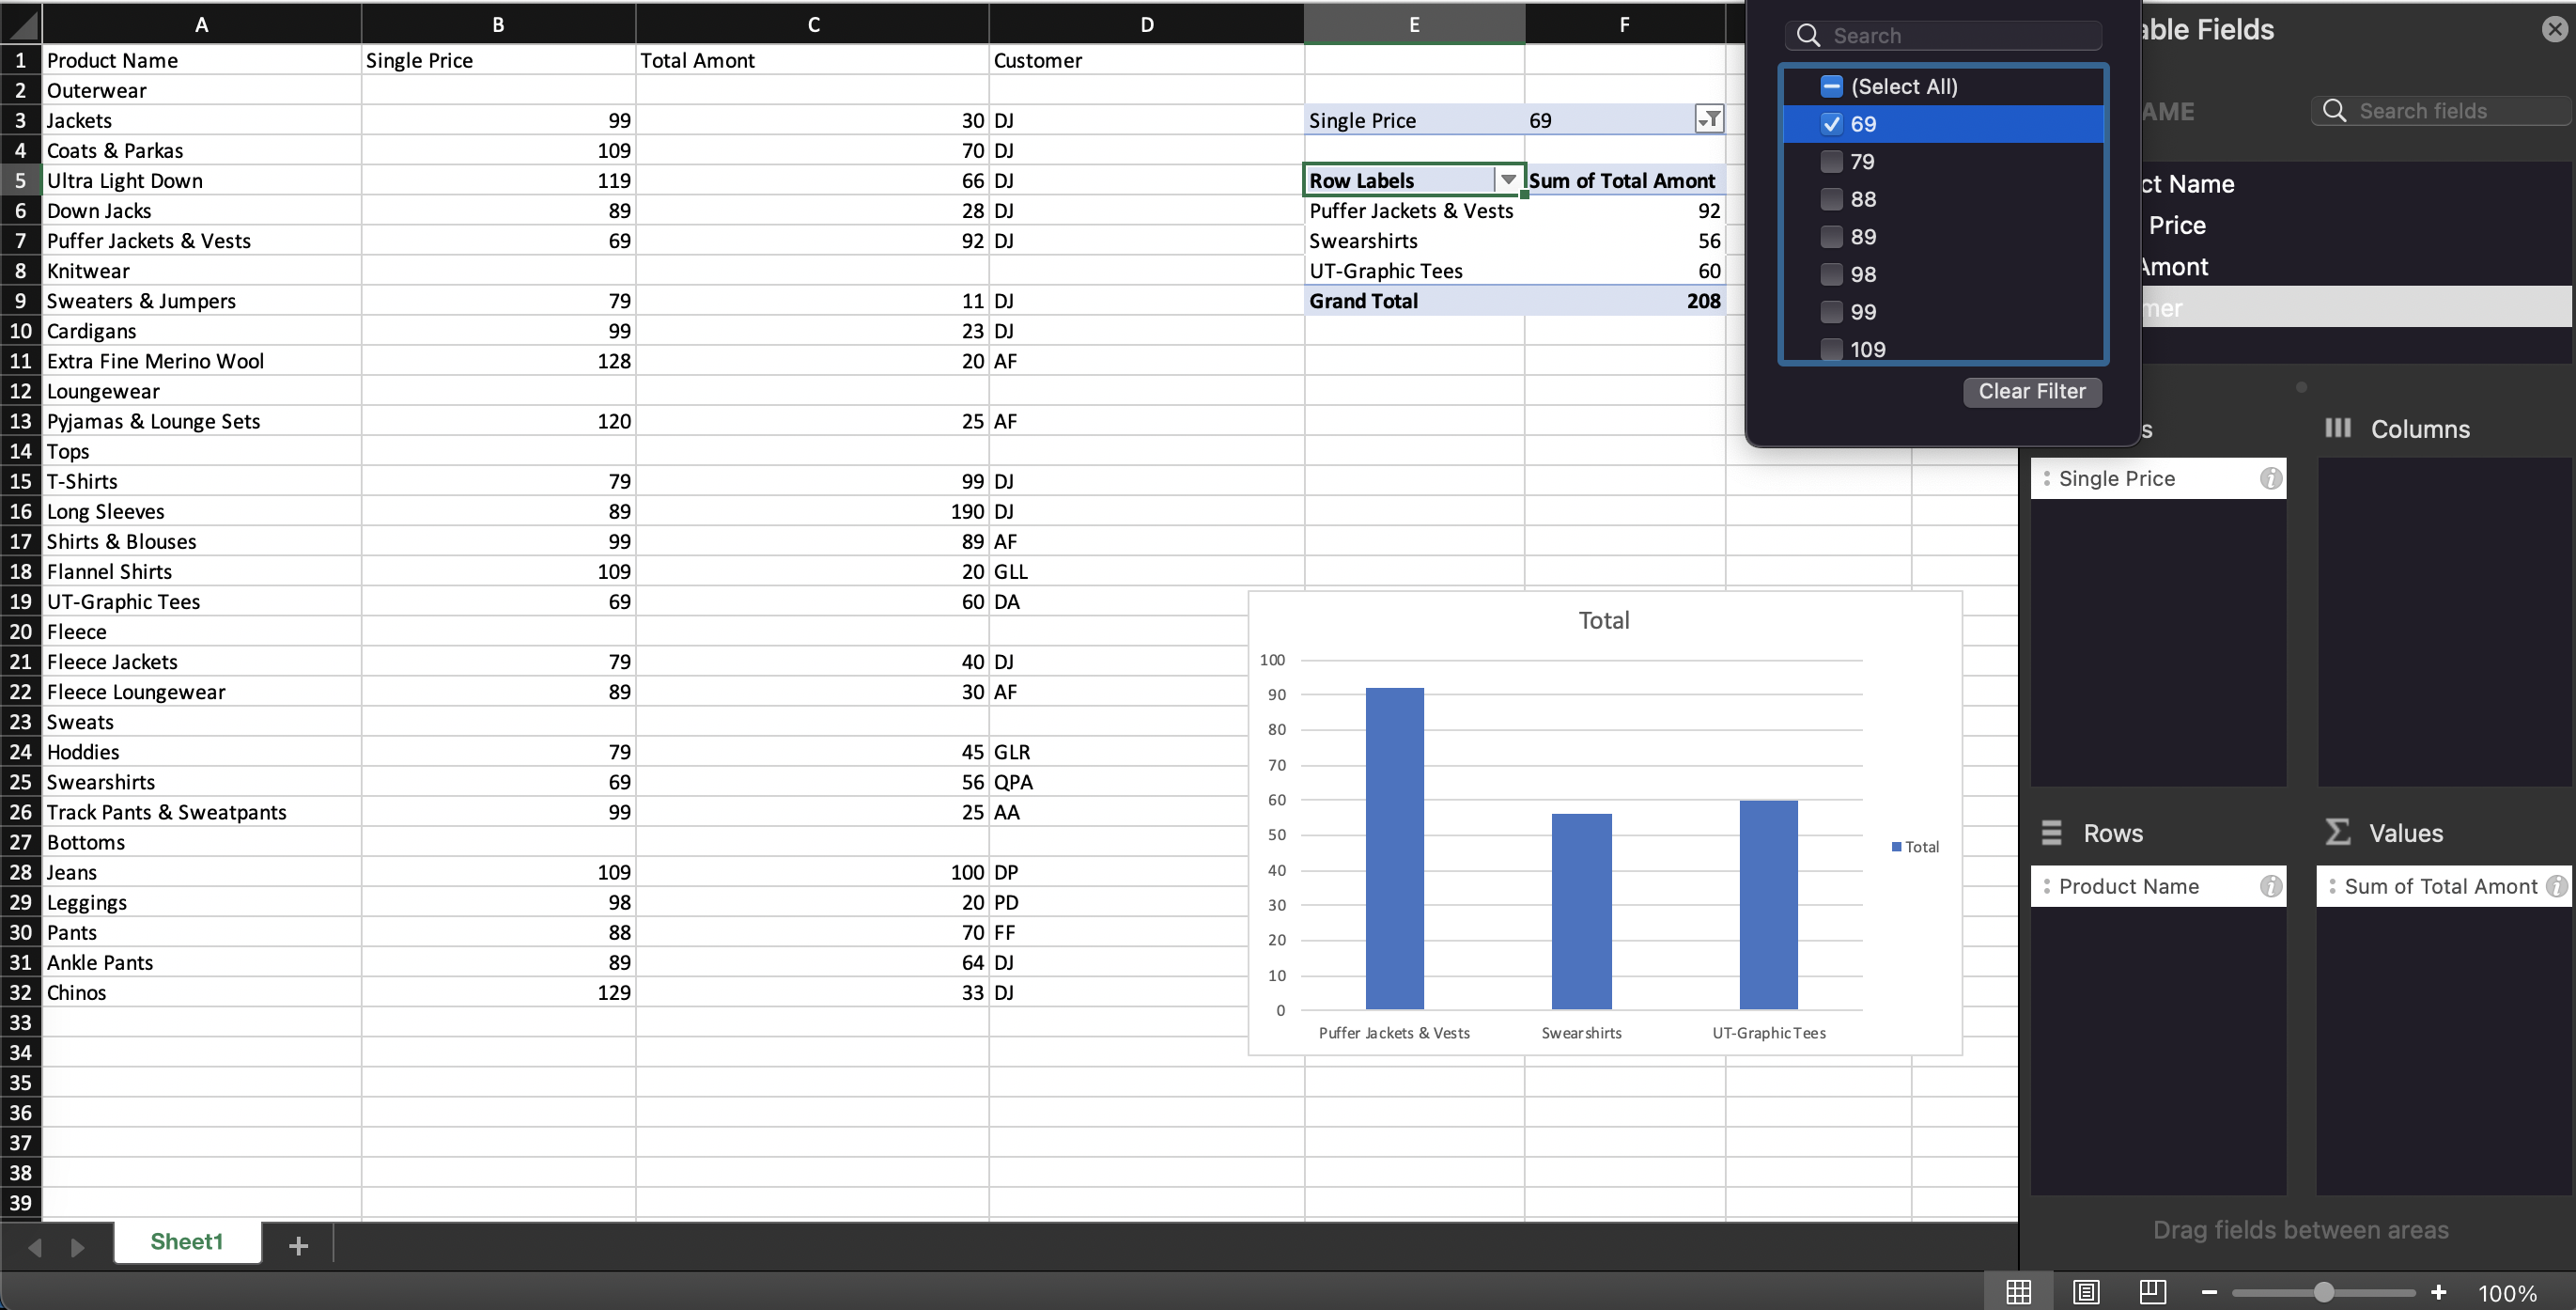 A B C D E F
1 Product Name Single Price Total Amont Customer
2 Outerwear
3 Jackets 99 30 DJ Single Price 69
4 Coats & Parkas 109 70 DJ
5 Ultra Light Down 119 66 DJ Row Labels Sum of Total Amont
6 Down Jacks 89 28 DJ Puffer Jackets & Vests 92
7 Puffer Jackets & Vests 69 92 DJ Swearshirts 56
8 Knitwear UT-Graphic Tees 60
9 Sweaters & Jumpers 79 11 DJ Grand Total 208
10 Cardigans 99 23 DJ
11 Extra Fine Merino Wool 128 20 AF
12 Loungewear
13 Pyjamas & Lounge Sets 120 25 AF
14 Tops
15 T-Shirts 79 99 DJ
16 Long Sleeves 89 190 DJ
17 Shirts & Blouses 99 89 AF
18 Flannel Shirts 109 20 GLL
19 UT-Graphic Tees 69 60 DA
20 Fleece
21 Fleece Jackets 79 40 DJ
22 Fleece Loungewear 89 30 AF
23 Sweats
24 Hoddies 79 45 GLR
25 Swearshirts 69 56 QPA
26 Track Pants & Sweatpants 99 25 AA
27 Bottoms
28 Jeans 109 100 DP
29 Leggings 98 20 PD
30 Pants 88 70 FF
31 Ankle Pants 89 64 DJ
32 Chinos 129 33 DJ
33
34
35
36
37
38
39
Total
100
90
80
70
60
50
40
30
20
10
0
Puffer Jackets & Vests Swearshirts UT-Graphic Tees
Total
Search
(Select All)
69
79
88
89
98
99
109
Clear Filter
ble Fields
AME
Search fields
ct Name
Price
Amont
mer
s
Columns
Single Price
Rows
Values
Product Name
Sum of Total Amont
Drag fields between areas
Sheet1
100%